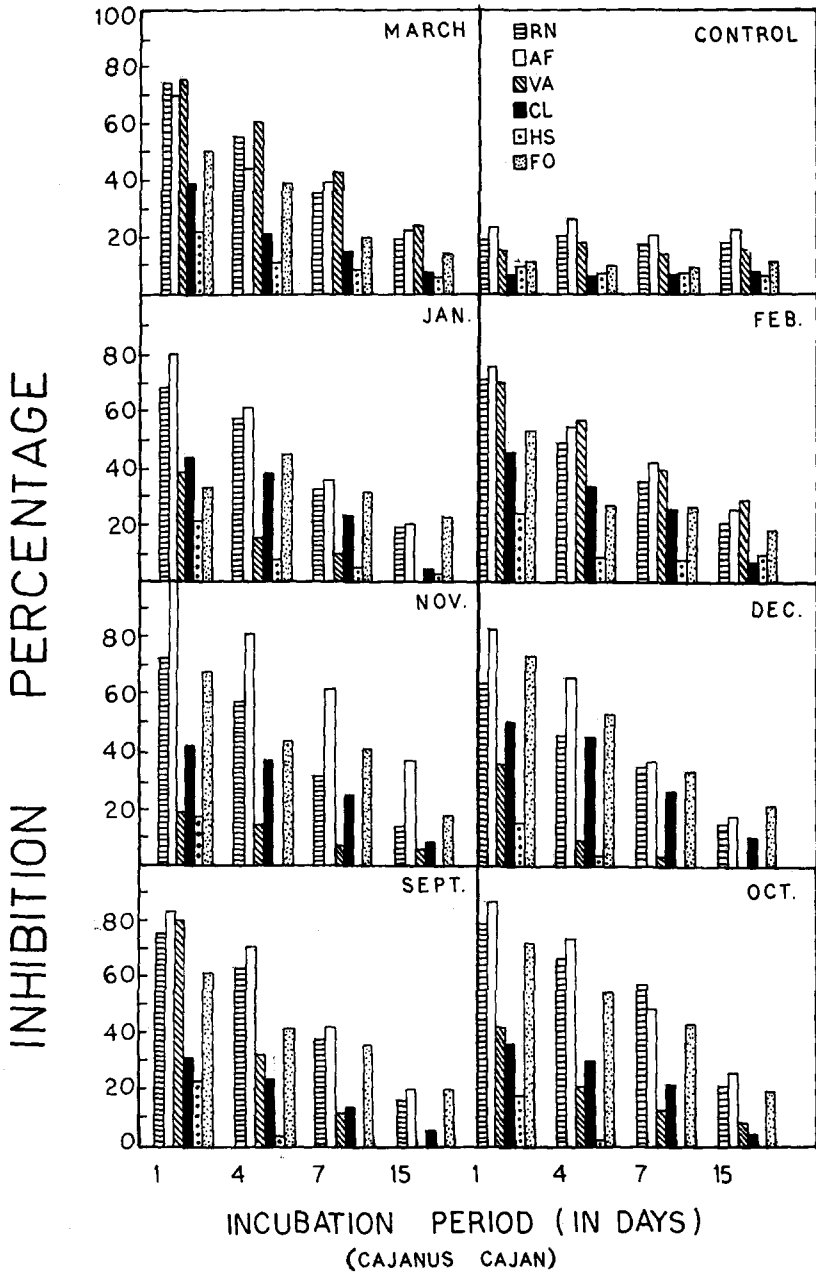 INHIBITION PERCENTAGE
100
80
60
40
20
MARCH
CONTROL
RN
AF
VA
CL
HS
FO
80
60
40
20
JAN.
FEB.
80
60
40
20
NOV.
DEC.
80
60
40
20
0
SEPT.
OCT.
1 4 7 15 1 4 7 15
INCUBATION PERIOD (IN DAYS)
(CAJANUS CAJAN)